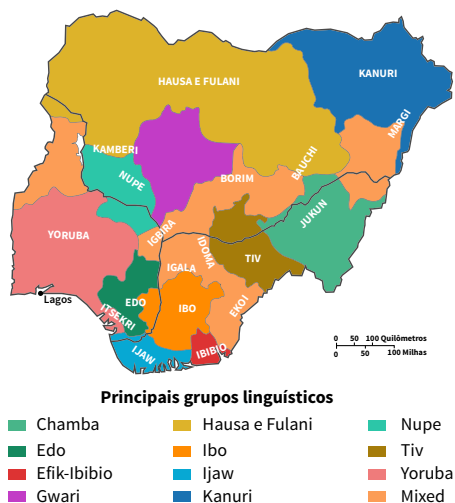 HAUSA E FULANI
KANURI
MARGI
KAMBERI
NUPE
BORIM
BAUCHI
JUKUN
YORUBA
IGBIRA
IDOMA
TIV
IGALA
Lagos
EDO
IBO
EKOI
ITSEKRI
IJAW
IBIBIO
0 50 100 Quilômetros
0 50 100 Milhas
Principais grupos linguísticos
Chamba
Hausa e Fulani
Nupe
Edo
Ibo
Tiv
Efik-Ibibio
Ijaw
Yoruba
Gwari
Kanuri
Mixed